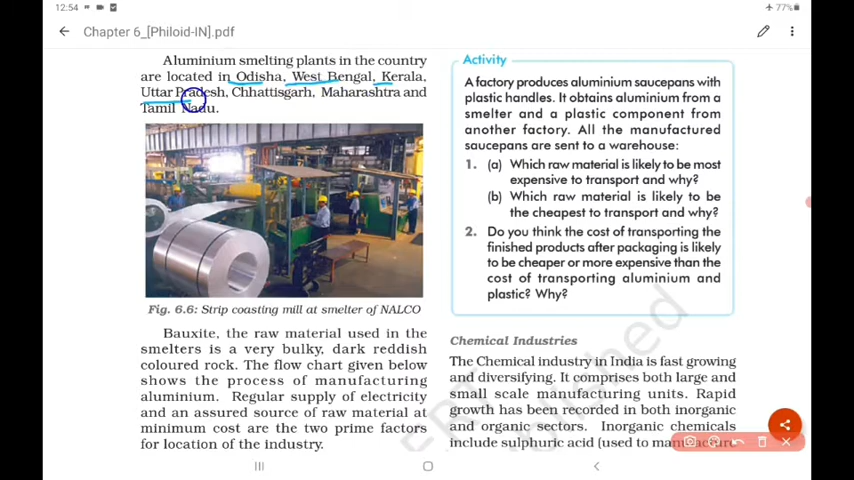 12:54
77%
Chapter 6_[Philoid-IN].pdf
Aluminium smelting plants in the country
are located in Odisha, West Bengal, Kerala,
Uttar Pradesh, Chhattisgarh, Maharashtra and
Tamil Nadu.
Fig. 6.6: Strip coasting mill at smelter of NALCO
Bauxite, the raw material used in the
smelters is a very bulky, dark reddish
coloured rock. The flow chart given below
shows the process of manufacturing
aluminium. Regular supply of electricity
and an assured source of raw material at
minimum cost are the two prime factors
for location of the industry.
Activity
A factory produces aluminium saucepans with
plastic handles. It obtains aluminium from a
smelter and a plastic component from
another factory. All the manufactured
saucepans are sent to a warehouse:
1. (a) Which raw material is likely to be most
expensive to transport and why?
(b) Which raw material is likely to be
the cheapest to transport and why?
2. Do you think the cost of transporting the
finished products after packaging is likely
to be cheaper or more expensive than the
cost of transporting aluminium and
plastic? Why?
Chemical Industries
The Chemical industry in India is fast growing
and diversifying. It comprises both large and
small scale manufacturing units. Rapid
growth has been recorded in both inorganic
and organic sectors. Inorganic chemicals
include sulphuric acid (used to manufacture